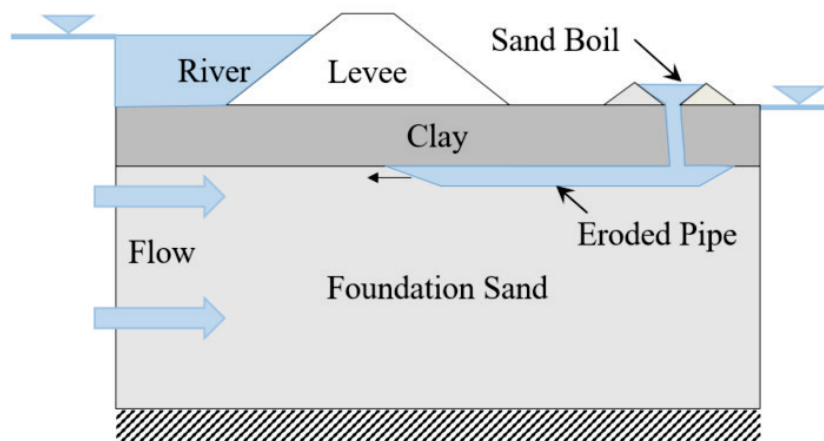 Sand Boil
River
Levee
Clay
Eroded Pipe
Flow
Foundation Sand